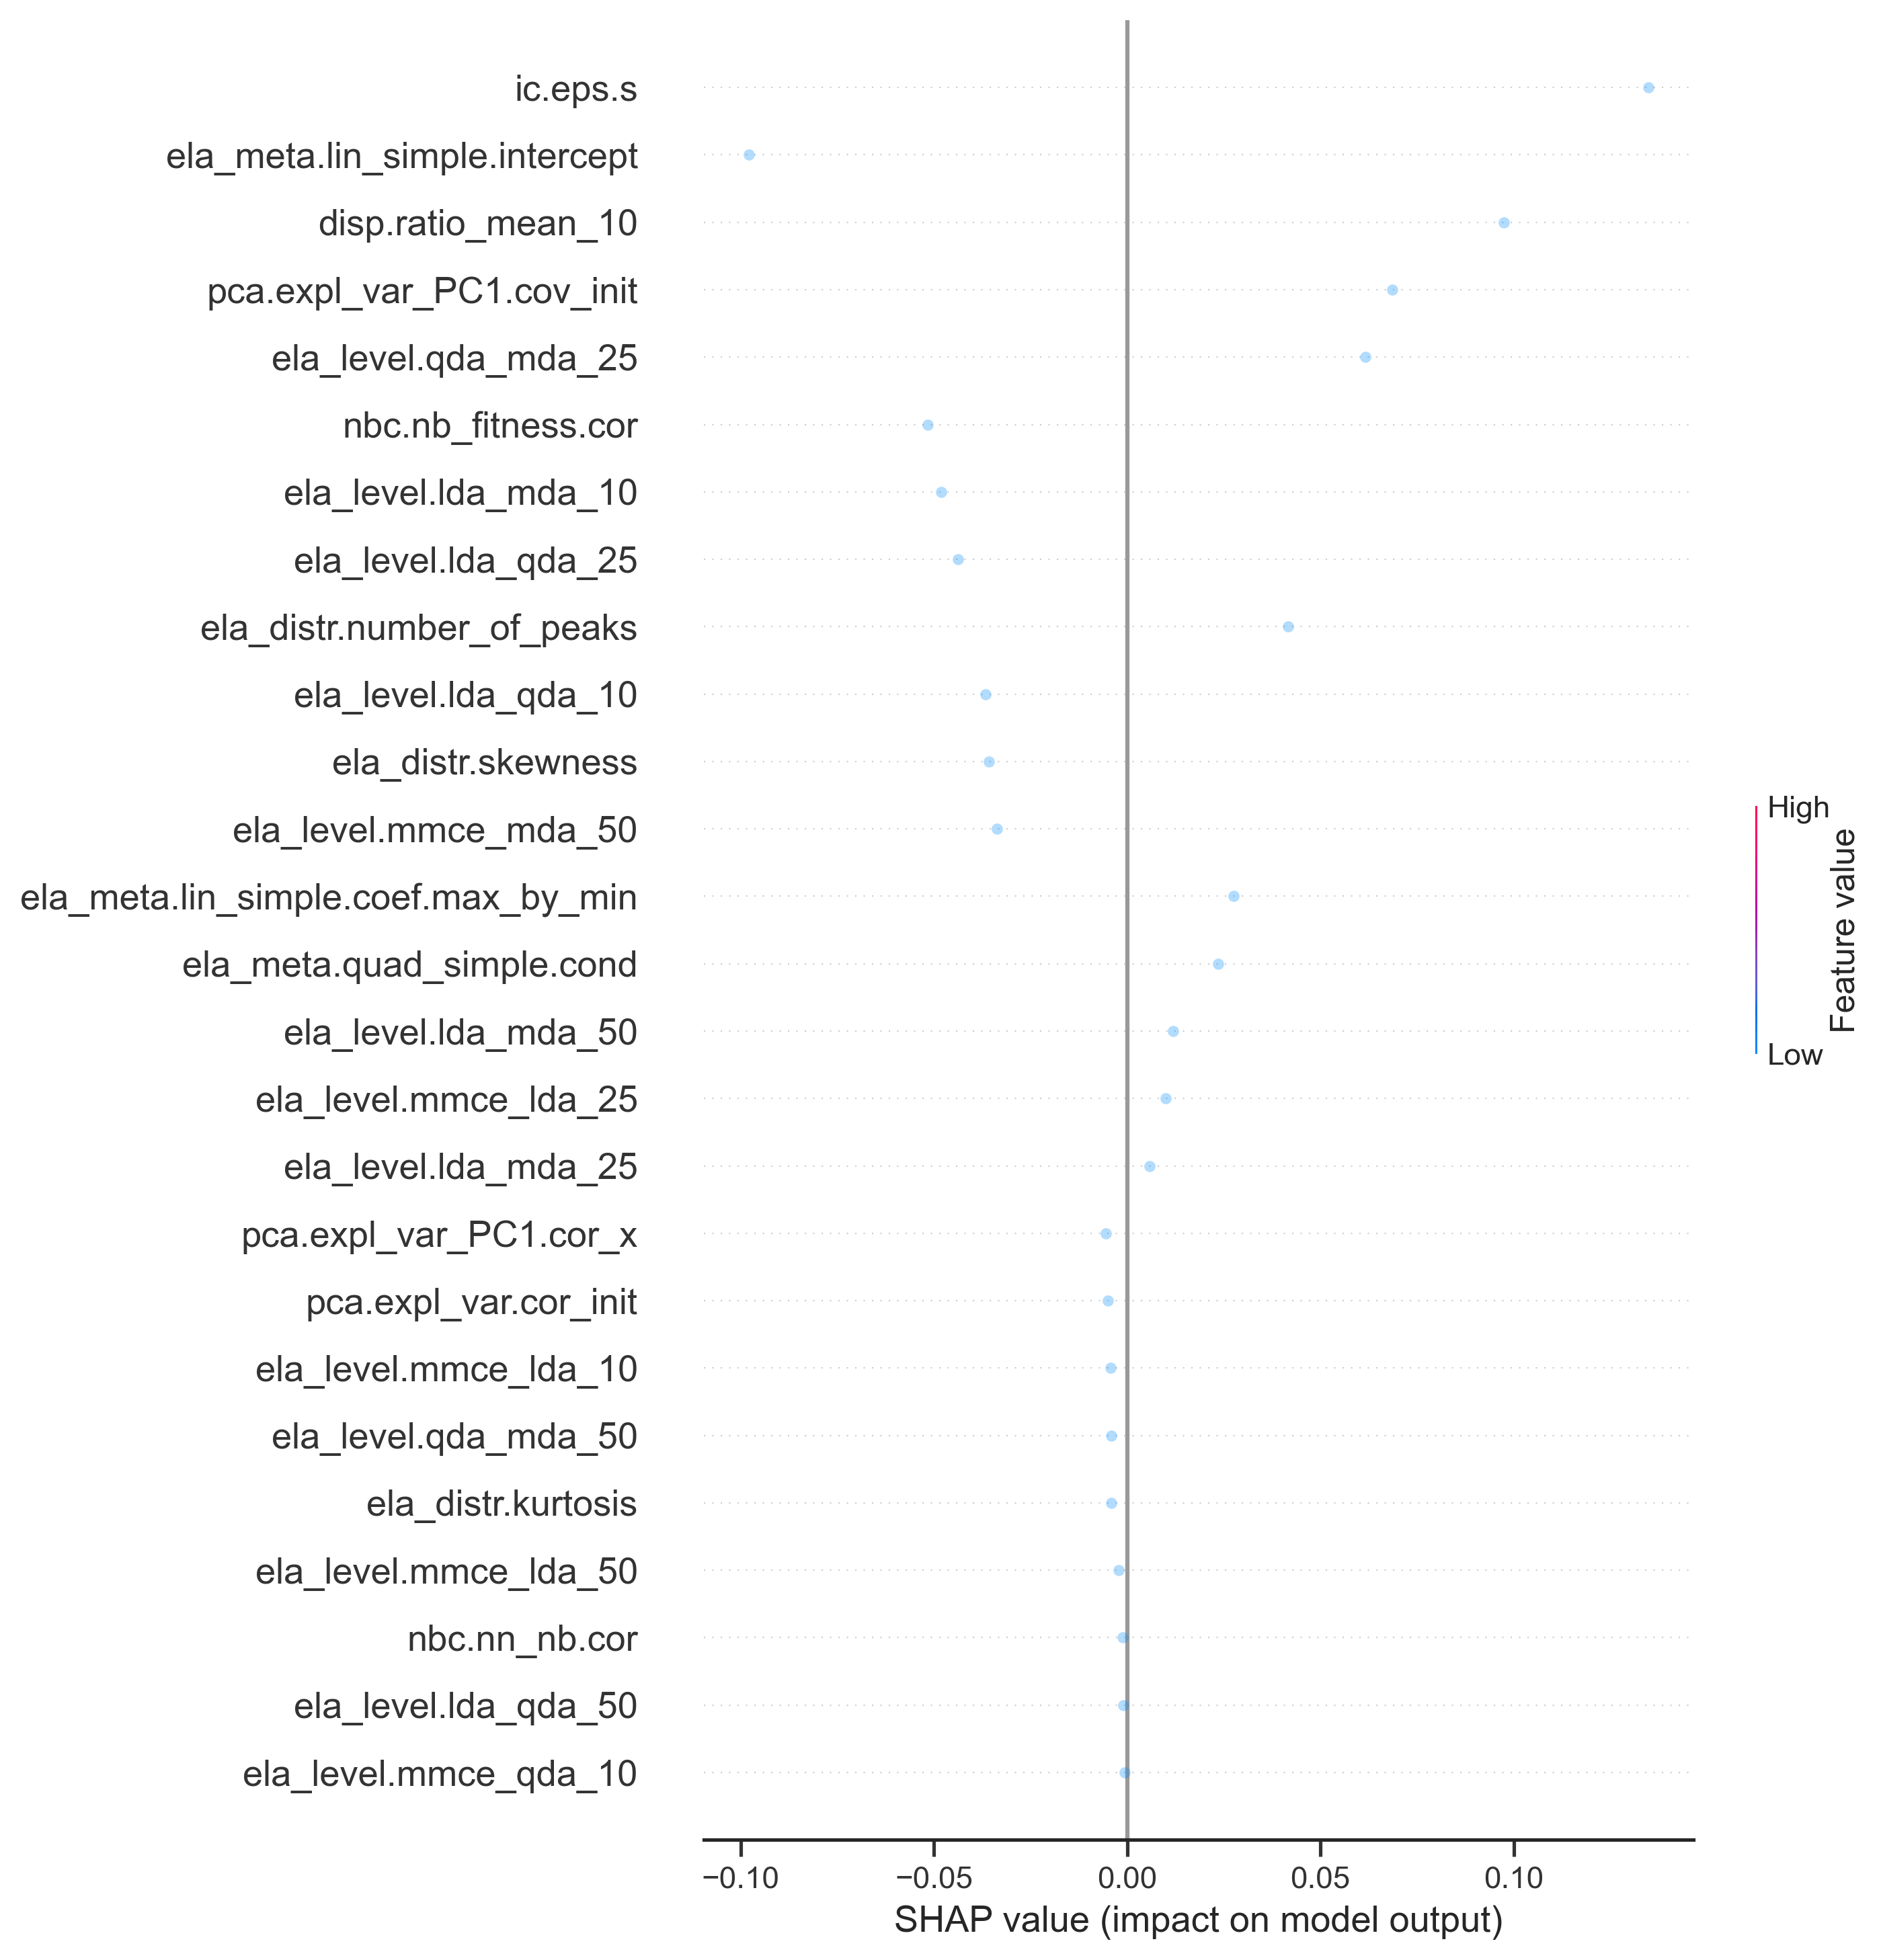 ic.eps.s
ela_meta.lin_simple.intercept
disp.ratio_mean_10
pca.expl_var_PC1.cov_init
ela_level.qda_mda_25
nbc.nb_fitness.cor
ela_level.lda_mda_10
ela_level.lda_qda_25
ela_distr.number_of_peaks
ela_level.lda_qda_10
ela_distr.skewness
ela_level.mmce_mda_50
ela_meta.lin_simple.coef.max_by_min
ela_meta.quad_simple.cond
ela_level.lda_mda_50
ela_level.mmce_lda_25
ela_level.lda_mda_25
pca.expl_var_PC1.cor_x
pca.expl_var.cor_init
ela_level.mmce_lda_10
ela_level.qda_mda_50
ela_distr.kurtosis
ela_level.mmce_lda_50
nbc.nn_nb.cor
ela_level.lda_qda_50
ela_level.mmce_qda_10
−0.10 −0.05 0.00 0.05 0.10
SHAP value (impact on model output)
High
Feature value
Low